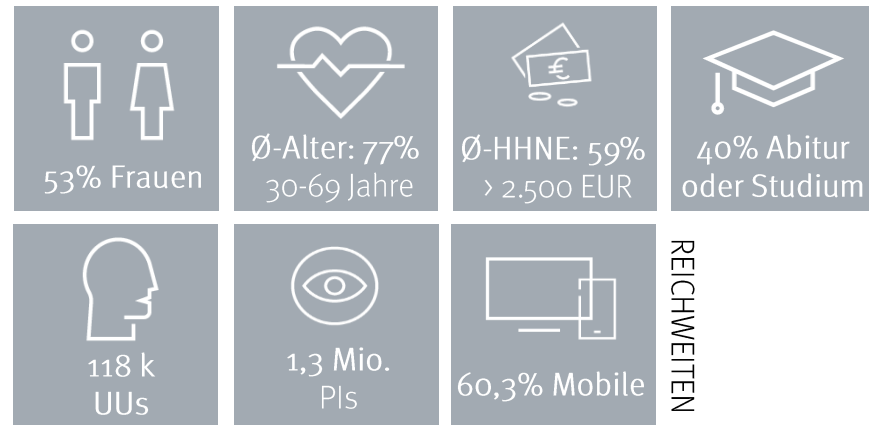 53% Frauen
Ø-Alter: 77%
30-69 Jahre
Ø-HHNE: 59%
> 2.500 EUR
40% Abitur
oder Studium
118 k
UUs
1,3 Mio.
PIs
60,3% Mobile
REICHWEITEN